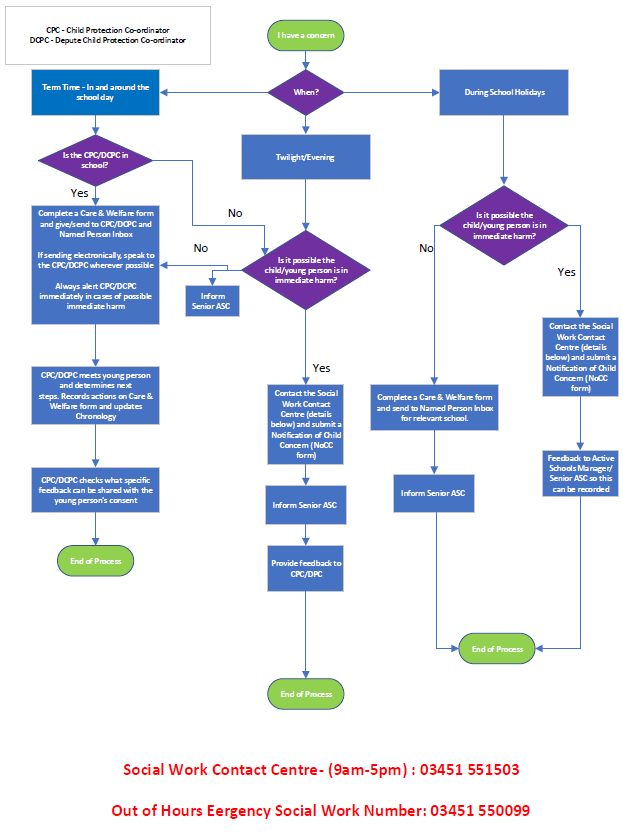 CPC - Child Protection Co-ordinator
DCPC - Depute Child Protection Co-ordinator
I have a concern
Term Time - In and around the
school day
When?
During School Holidays
Is the CPC/DCPC in
school?
Twilight/Evening
Yes
No
Complete a Care & Welfare form
and give/send to CPC/DCPC and
Named Person Inbox
If sending electronically, speak to
the CPC/DCPC wherever possible
Always alert CPC/DCPC
immediately in cases of possible
immediate harm
No
Inform
Senior ASC
Is it possible the
child/young person is in
immediate harm?
Is it possible the
child/young person is in
immediate harm?
No
Yes
Yes
CPC/DCPC meets young person
and determines next
steps. Records actions on Care &
Welfare form and updates
Chronology
Contact the Social
Work Contact
Centre (details
below) and submit a
Notification of Child
Concern (NoCC
form)
Complete a Care & Welfare form
and send to Named Person Inbox
for relevant school.
Contact the Social
Work Contact
Centre (details
below) and submit a
Notification of Child
Concern (NoCC
form)
CPC/DCPC checks what specific
feedback can be shared with the
young person's consent
Inform Senior ASC
Inform Senior ASC
Feedback to Active
Schools Manager/
Senior ASC so this
can be recorded
End of Process
Provide feedback to
CPC/DPC
End of Process
End of Process
Social Work Contact Centre- (9am-5pm) : 03451 551503
Out of Hours Eergency Social Work Number: 03451 550099